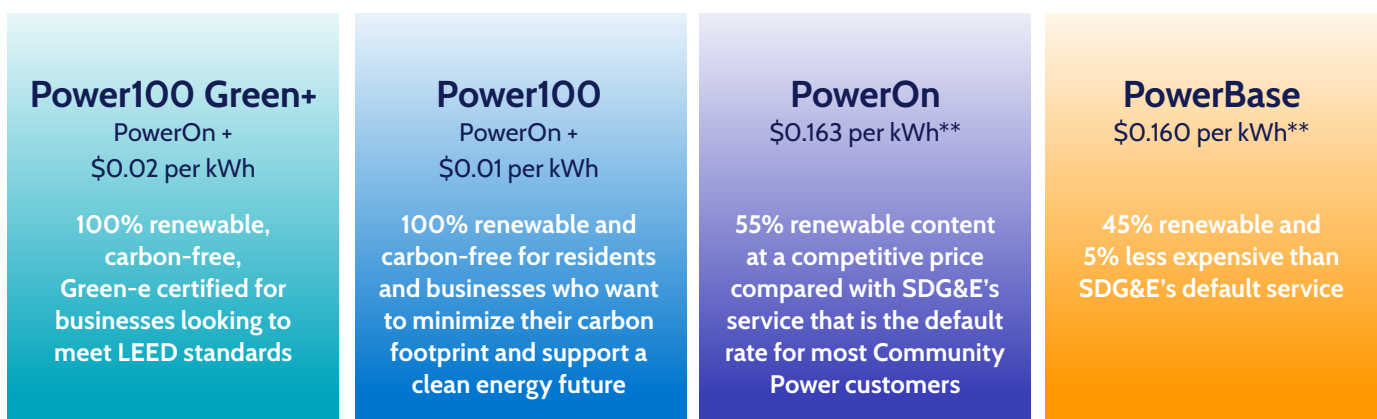 Power100 Green+
PowerOn +
$0.02 per kWh
100% renewable,
carbon-free,
Green-e certified for
businesses looking to
meet LEED standards
Power100
PowerOn +
$0.01 per kWh
100% renewable and
carbon-free for residents
and businesses who want
to minimize their carbon
footprint and support a
clean energy future
PowerOn
$0.163 per kWh**
55% renewable content
at a competitive price
compared with SDG&E's
service that is the default
rate for most Community
Power customers
PowerBase
$0.160 per kWh**
45% renewable and
5% less expensive than
SDG&E's default service